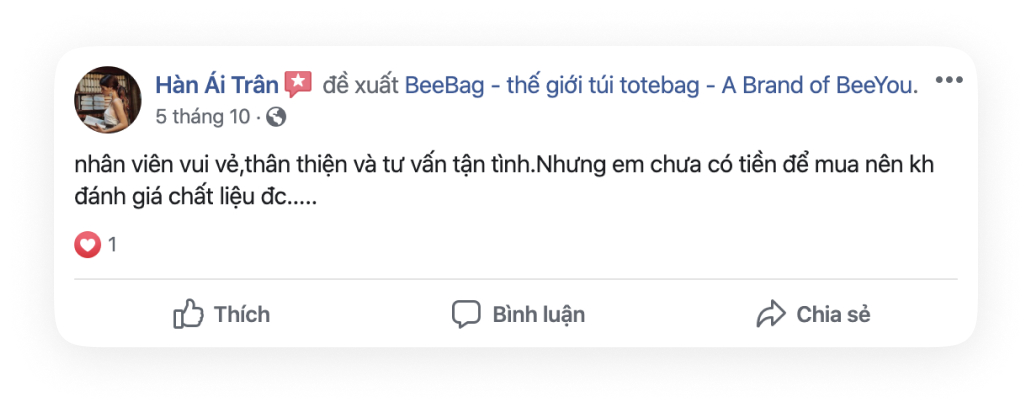 Hàn Ái Trân đề xuất BeeBag - thế giới túi totebag - A Brand of BeeYou.
5 tháng 10 ·
nhân viên vui vẻ,thân thiện và tư vấn tận tình.Nhưng em chưa có tiền để mua nên kh
đánh giá chất liệu đc.....
1
Thích Bình luận Chia sẻ